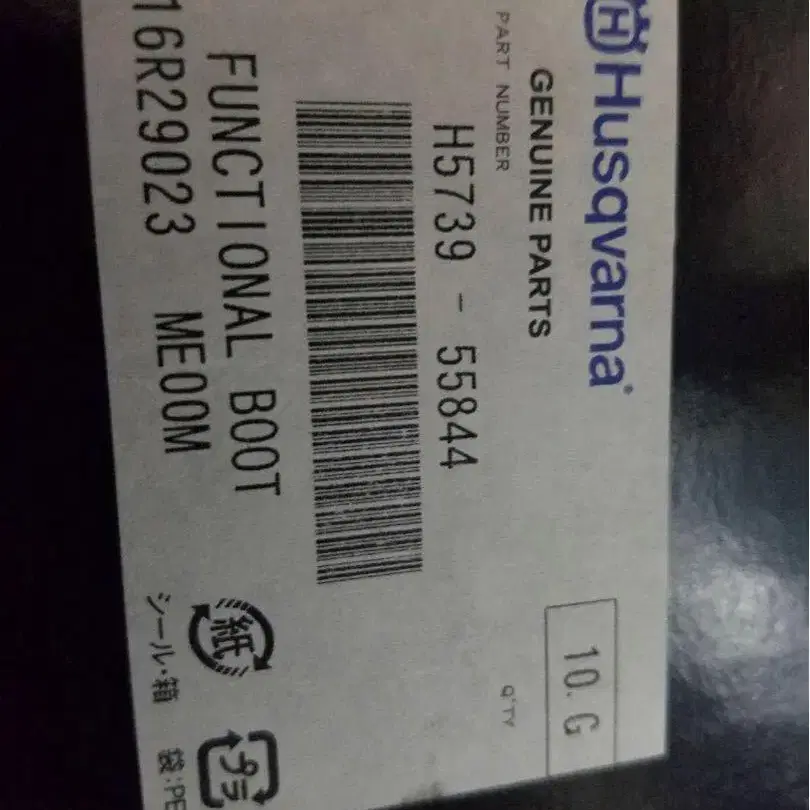 Husqvarna
GENUINE PARTS
PART NUMBER
10.G
H5739 - 55844
Q'TY
FUNCTIONAL BOOT
16R29023 ME00M
紙
シール・箱
プラ
袋:PE